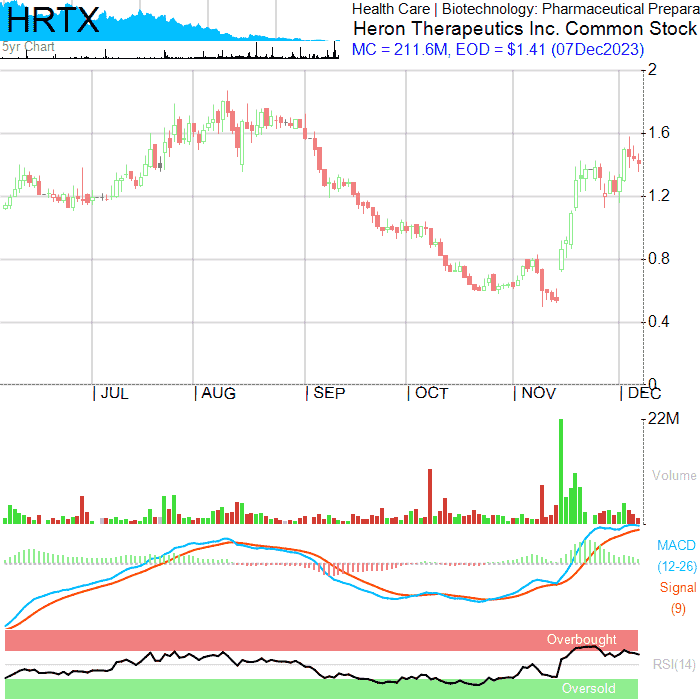 HRTX
5yr Chart
Health Care | Biotechnology: Pharmaceutical Prepara
Heron Therapeutics Inc. Common Stock
MC = 211.6M, EOD = $1.41 (07Dec2023)
2
1.6
1.2
0.8
0.4
0
| JUL | AUG | SEP | OCT | NOV | DEC
22M
Volume
MACD
(12-26)
Signal
(9)
Overbought
RSI(14)
Oversold